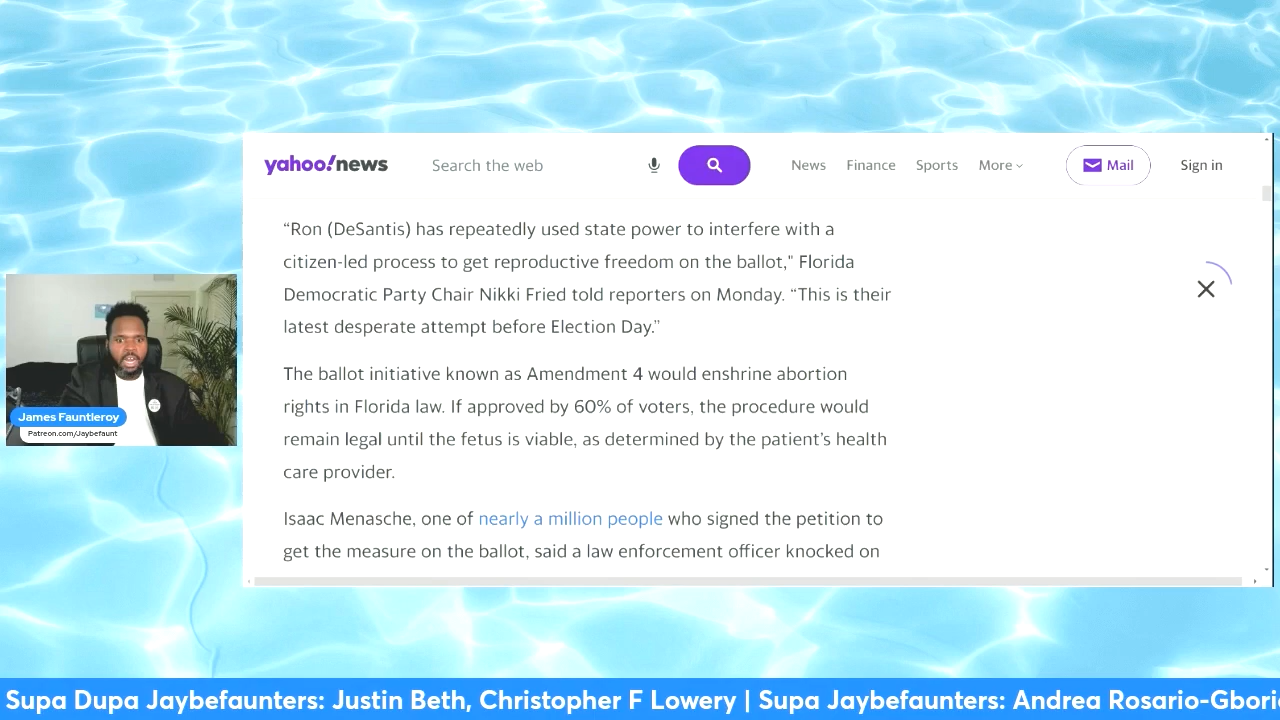 yahoo!news
Search the web
News Finance Sports More Mail Sign in
“Ron (DeSantis) has repeatedly used state power to interfere with a
citizen-led process to get reproductive freedom on the ballot," Florida
Democratic Party Chair Nikki Fried told reporters on Monday. “This is their
latest desperate attempt before Election Day.”
The ballot initiative known as Amendment 4 would enshrine abortion
rights in Florida law. If approved by 60% of voters, the procedure would
remain legal until the fetus is viable, as determined by the patient’s health
care provider.
Isaac Menasche, one of nearly a million people who signed the petition to
get the measure on the ballot, said a law enforcement officer knocked on
James Fauntleroy
Patreon.com/Jaybefaunt
Supa Dupa Jaybefaunters: Justin Beth, Christopher F Lowery | Supa Jaybefaunters: Andrea Rosario-Gbori